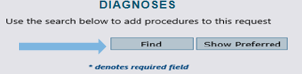 DIAGNOSES
Use the search below to add procedures to this request
Find Show Preferred
* denotes required field